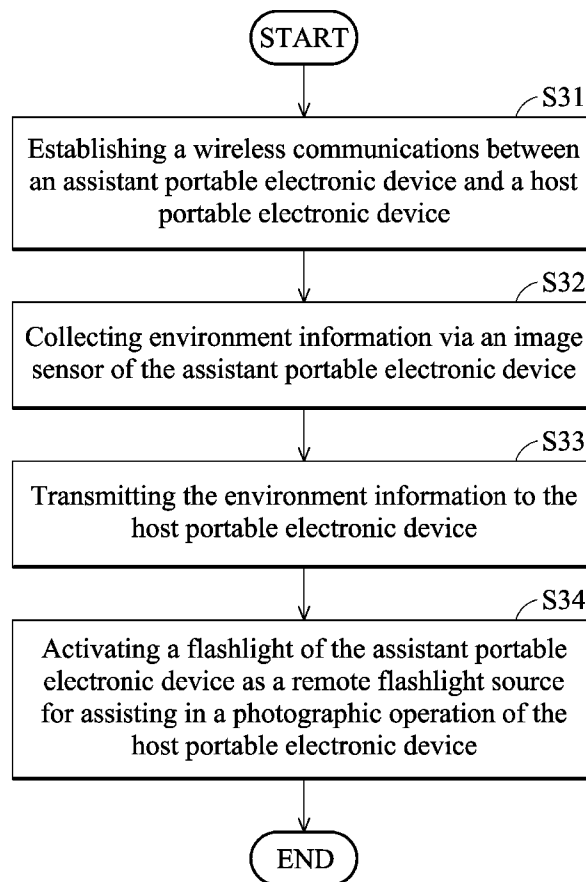 START
S31
Establishing a wireless communications between
an assistant portable electronic device and a host
portable electronic device
S32
Collecting environment information via an image
sensor of the assistant portable electronic device
S33
Transmitting the environment information to the
host portable electronic device
S34
Activating a flashlight of the assistant portable
electronic device as a remote flashlight source
for assisting in a photographic operation of the
host portable electronic device
END